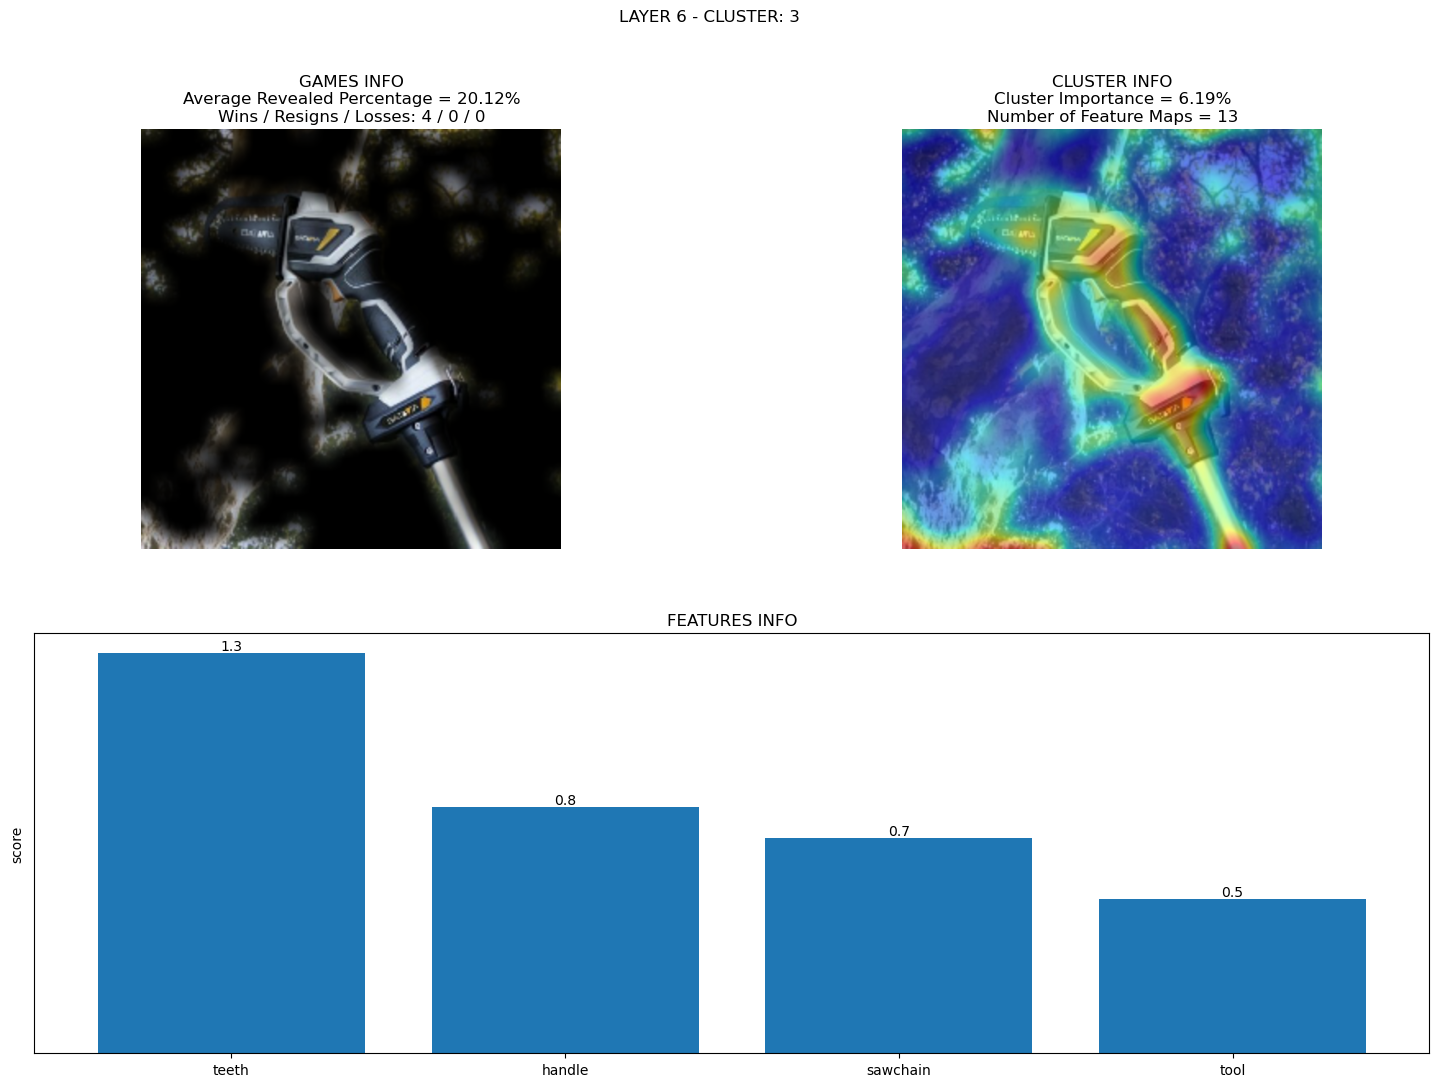 LAYER 6 - CLUSTER: 3
GAMES INFO
Average Revealed Percentage = 20.12%
Wins / Resigns / Losses: 4 / 0 / 0
CLUSTER INFO
Cluster Importance = 6.19%
Number of Feature Maps = 13
FEATURES INFO
score
1.3
0.8
0.7
0.5
teeth
handle
sawchain
tool